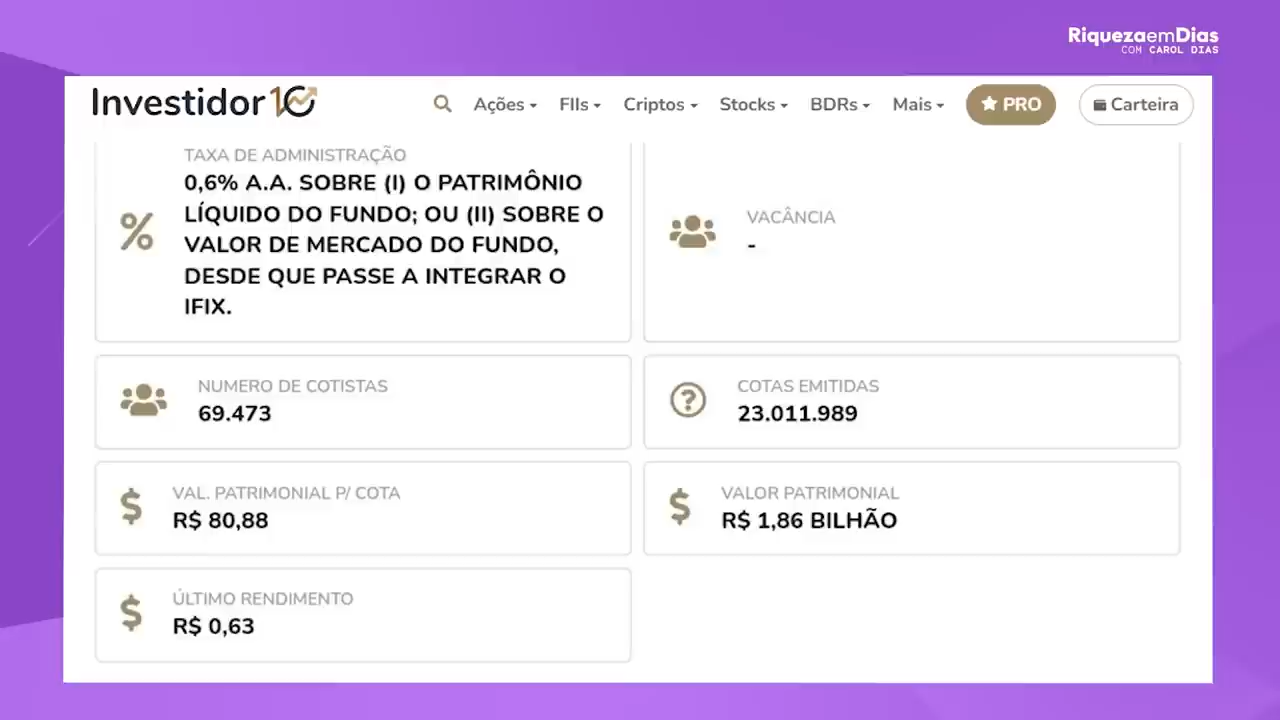 RiquezaemDias
COM CAROL DIAS
Investidor 10
Ações
FIIs
Criptos
Stocks
BDRs
Mais
PRO
Carteira
TAXA DE ADMINISTRAÇÃO
0,6% A.A. SOBRE (I) O PATRIMÔNIO
LÍQUIDO DO FUNDO; OU (II) SOBRE O
VALOR DE MERCADO DO FUNDO,
DESDE QUE PASSE A INTEGRAR O
IFIX.
VACÂNCIA
-
NUMERO DE COTISTAS
69.473
COTAS EMITIDAS
23.011.989
VAL. PATRIMONIAL P/ COTA
R$ 80,88
VALOR PATRIMONIAL
R$ 1,86 BILHÃO
ÚLTIMO RENDIMENTO
R$ 0,63